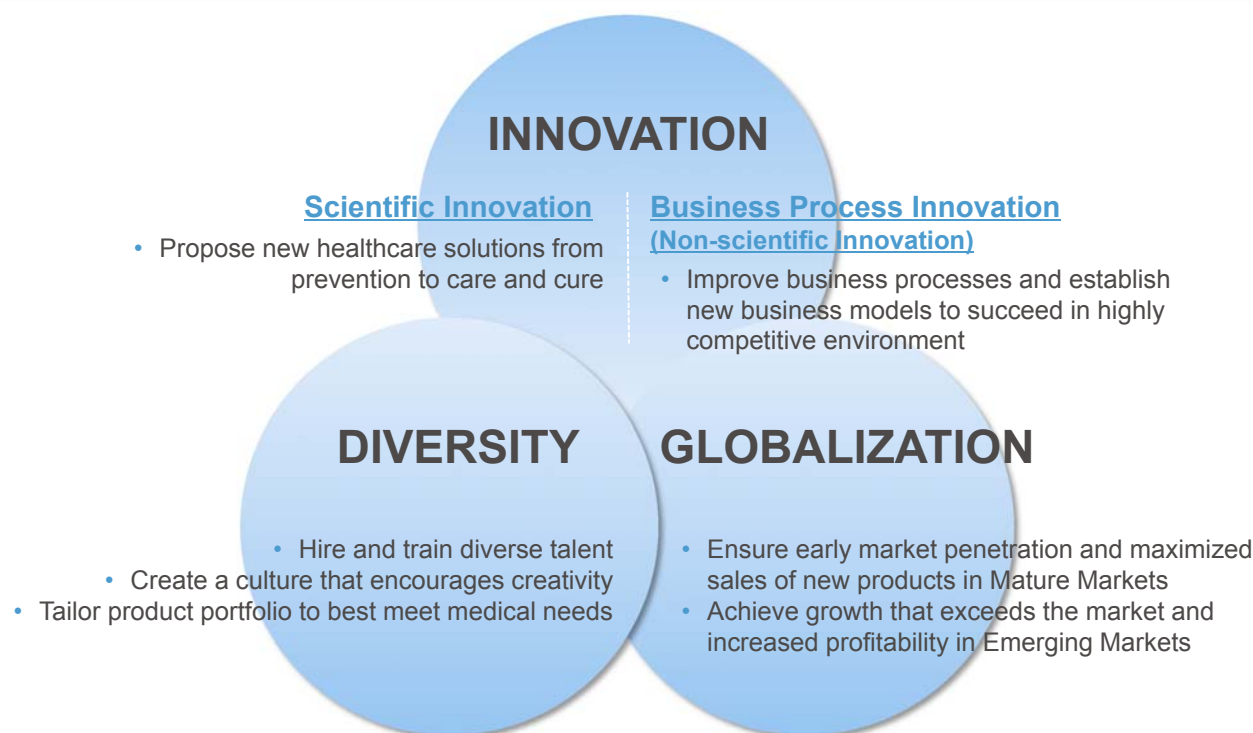 INNOVATION
Scientific Innovation
• Propose new healthcare solutions from
prevention to care and cure
Business Process Innovation
(Non-scientific Innovation)
• Improve business processes and establish
new business models to succeed in highly
competitive environment
DIVERSITY
• Hire and train diverse talent
• Create a culture that encourages creativity
• Tailor product portfolio to best meet medical needs
GLOBALIZATION
• Ensure early market penetration and maximized
sales of new products in Mature Markets
• Achieve growth that exceeds the market and
increased profitability in Emerging Markets